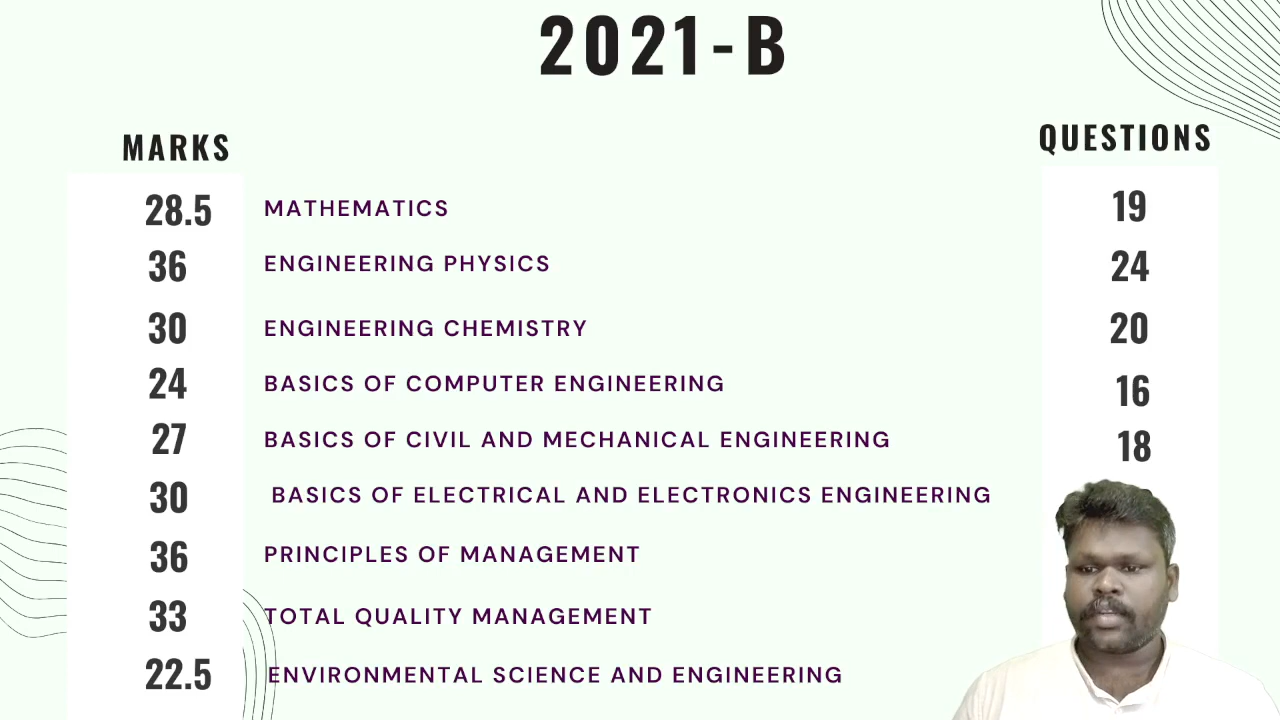 2021-B
MARKS QUESTIONS
28.5 MATHEMATICS 19
36 ENGINEERING PHYSICS 24
30 ENGINEERING CHEMISTRY 20
24 BASICS OF COMPUTER ENGINEERING 16
27 BASICS OF CIVIL AND MECHANICAL ENGINEERING 18
30 BASICS OF ELECTRICAL AND ELECTRONICS ENGINEERING
36 PRINCIPLES OF MANAGEMENT
33 TOTAL QUALITY MANAGEMENT
22.5 ENVIRONMENTAL SCIENCE AND ENGINEERING